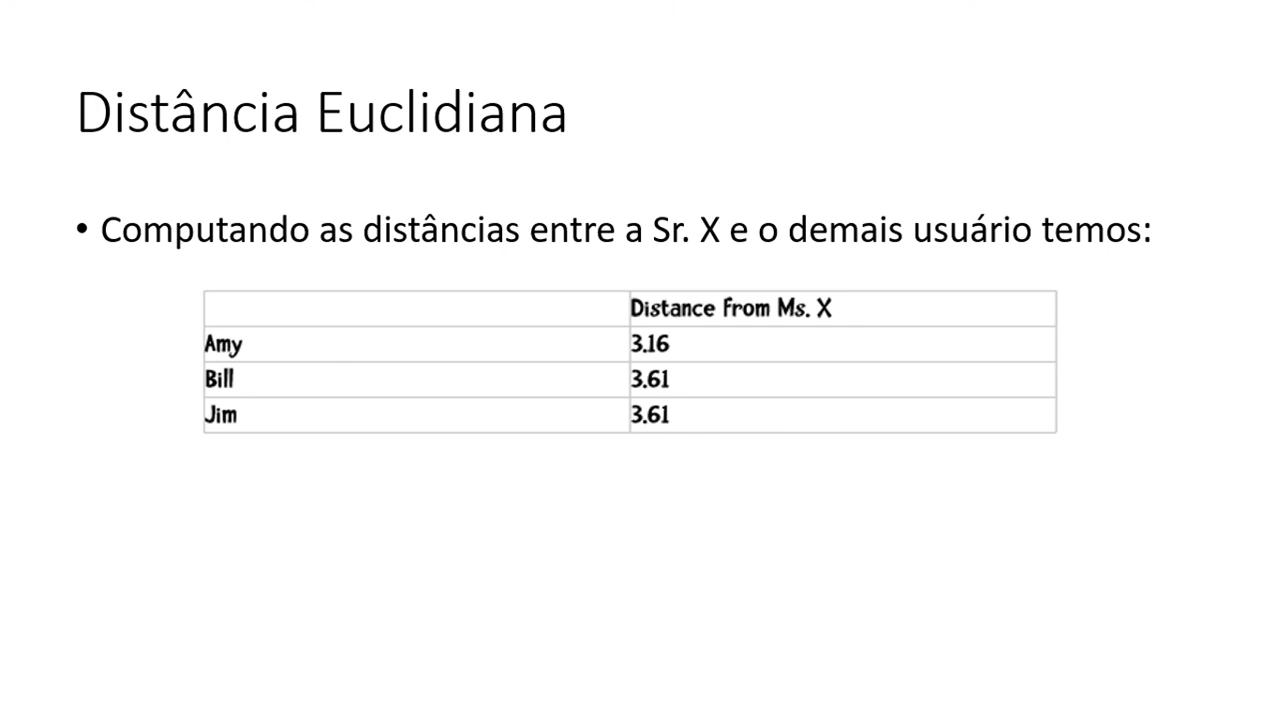 Distância Euclidiana
• Computando as distâncias entre a Sr. X e o demais usuário temos:
Distance from Ms. X
Amy 3.16
Bill 3.61
Jim 3.61